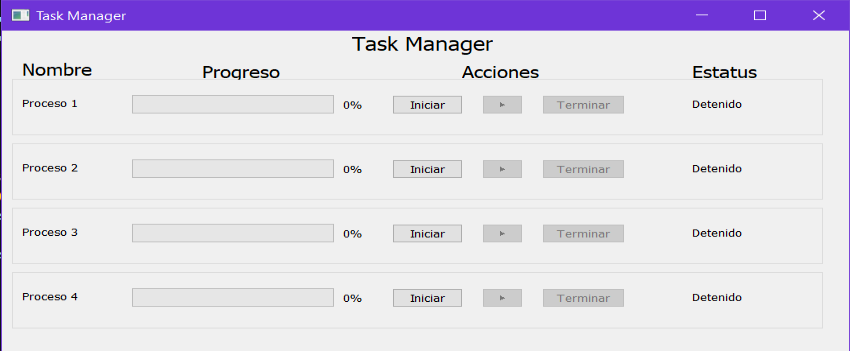 Task Manager
Task Manager
Nombre Progreso Acciones Estatus
Proceso 1 0% Iniciar ▶ Terminar Detenido
Proceso 2 0% Iniciar ▶ Terminar Detenido
Proceso 3 0% Iniciar ▶ Terminar Detenido
Proceso 4 0% Iniciar ▶ Terminar Detenido